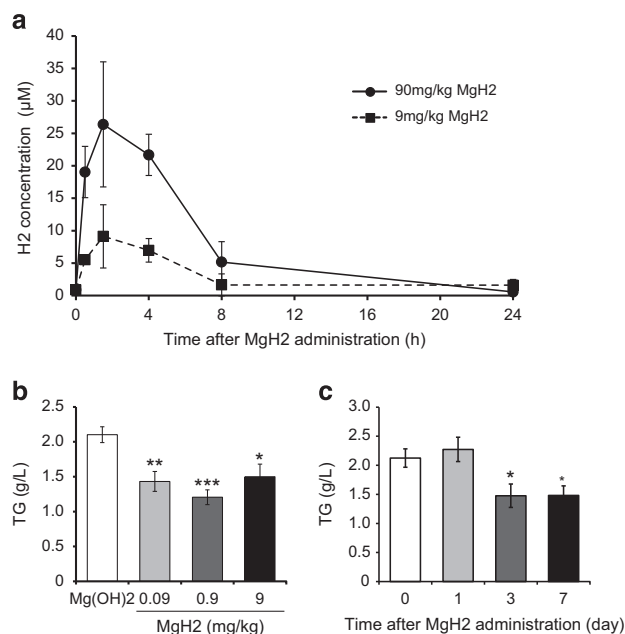 a
40
35
30
25
20
15
10
5
0
H2 concentration (μM)
90mg/kg MgH2
9mg/kg MgH2
0 4 8 12 16 20 24
Time after MgH2 administration (h)
b
2.5
2.0
1.5
1.0
0.5
0
TG (g/L)
** *** *
Mg(OH)2 0.09 0.9 9
MgH2 (mg/kg)
c
3.0
2.5
2.0
1.5
1.0
0.5
0
TG (g/L)
* *
0 1 3 7
Time after MgH2 administration (day)